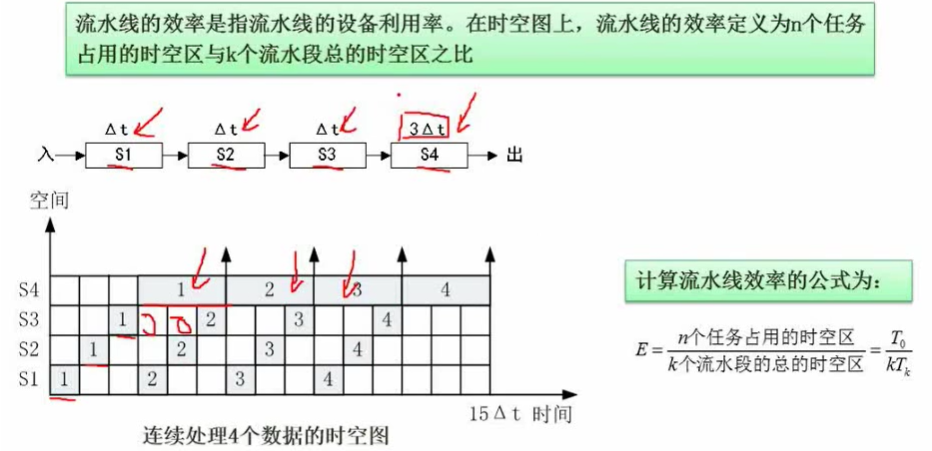 流水线的效率是指流水线的设备利用率。在时空图上，流水线的效率定义为n个任务
占用的时空区与k个流水段总的时空区之比
Δt Δt Δt 3Δt
入 S1 S2 S3 S4 出
空间
S4 1 2 3 4
S3 1 2 3 4
S2 1 2 3 4
S1 1 2 3 4
15Δt 时间
连续处理4个数据的时空图
计算流水线效率的公式为：
E = n个任务占用的时空区 / k个流水段的总的时空区 = T₀ / kTₖ